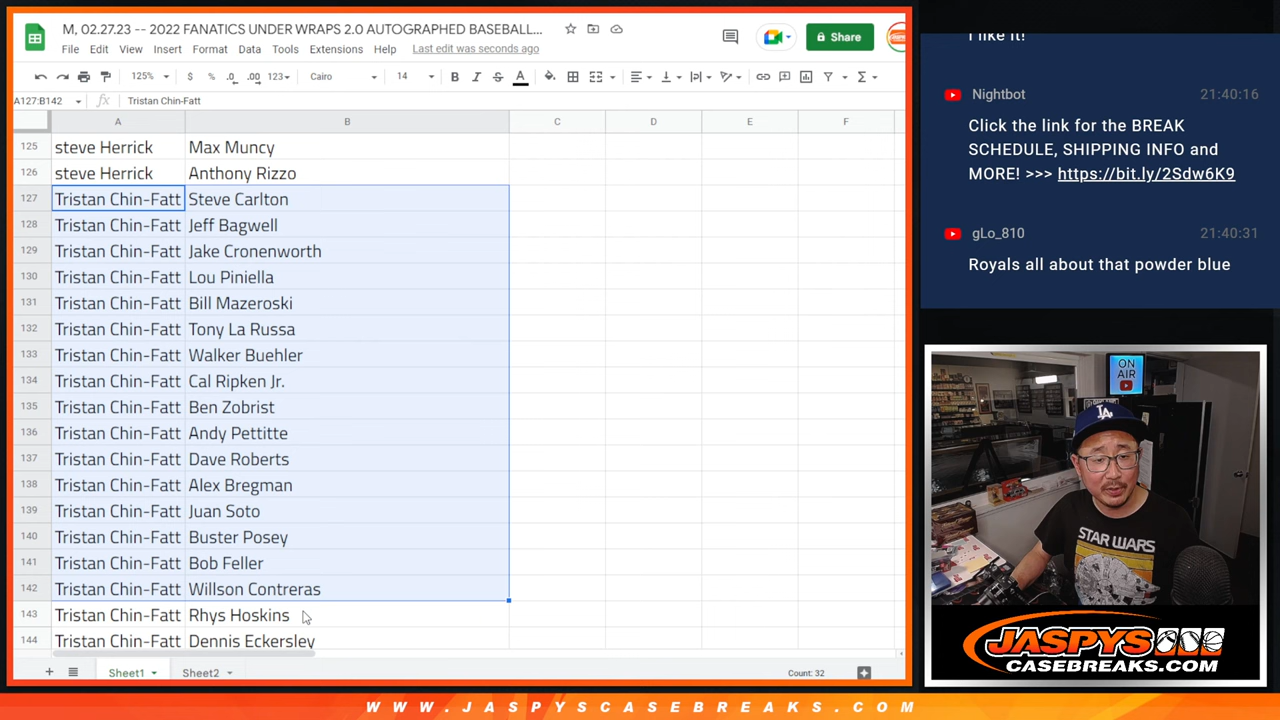 M, 02.27.23 -- 2022 FANATICS UNDER WRAPS 2.0 AUTOGRAPHED BASEBALL...
Share
File Edit View Insert Format Data Tools Extensions Help Last edit was seconds ago
125% $ % .0 .00 123 Cairo 14 B I S A
A127:B142 fx Tristan Chin-Fatt
A B C D E F
125 steve Herrick Max Muncy
126 steve Herrick Anthony Rizzo
127 Tristan Chin-Fatt Steve Carlton
128 Tristan Chin-Fatt Jeff Bagwell
129 Tristan Chin-Fatt Jake Cronenworth
130 Tristan Chin-Fatt Lou Piniella
131 Tristan Chin-Fatt Bill Mazeroski
132 Tristan Chin-Fatt Tony La Russa
133 Tristan Chin-Fatt Walker Buehler
134 Tristan Chin-Fatt Cal Ripken Jr.
135 Tristan Chin-Fatt Ben Zobrist
136 Tristan Chin-Fatt Andy Pettitte
137 Tristan Chin-Fatt Dave Roberts
138 Tristan Chin-Fatt Alex Bregman
139 Tristan Chin-Fatt Juan Soto
140 Tristan Chin-Fatt Buster Posey
141 Tristan Chin-Fatt Bob Feller
142 Tristan Chin-Fatt Willson Contreras
143 Tristan Chin-Fatt Rhys Hoskins
144 Tristan Chin-Fatt Dennis Eckersley
Sheet1 Sheet2 Count: 32
I like it!
Nightbot 21:40:16
Click the link for the BREAK
SCHEDULE, SHIPPING INFO and
MORE! >>> https://bit.ly/2Sdw6K9
gLo_810 21:40:31
Royals all about that powder blue
ON
AIR
LA
STAR WARS
JASPYS
CASEBREAKS.COM
WWW.JASPYSCASEBREAKS.COM